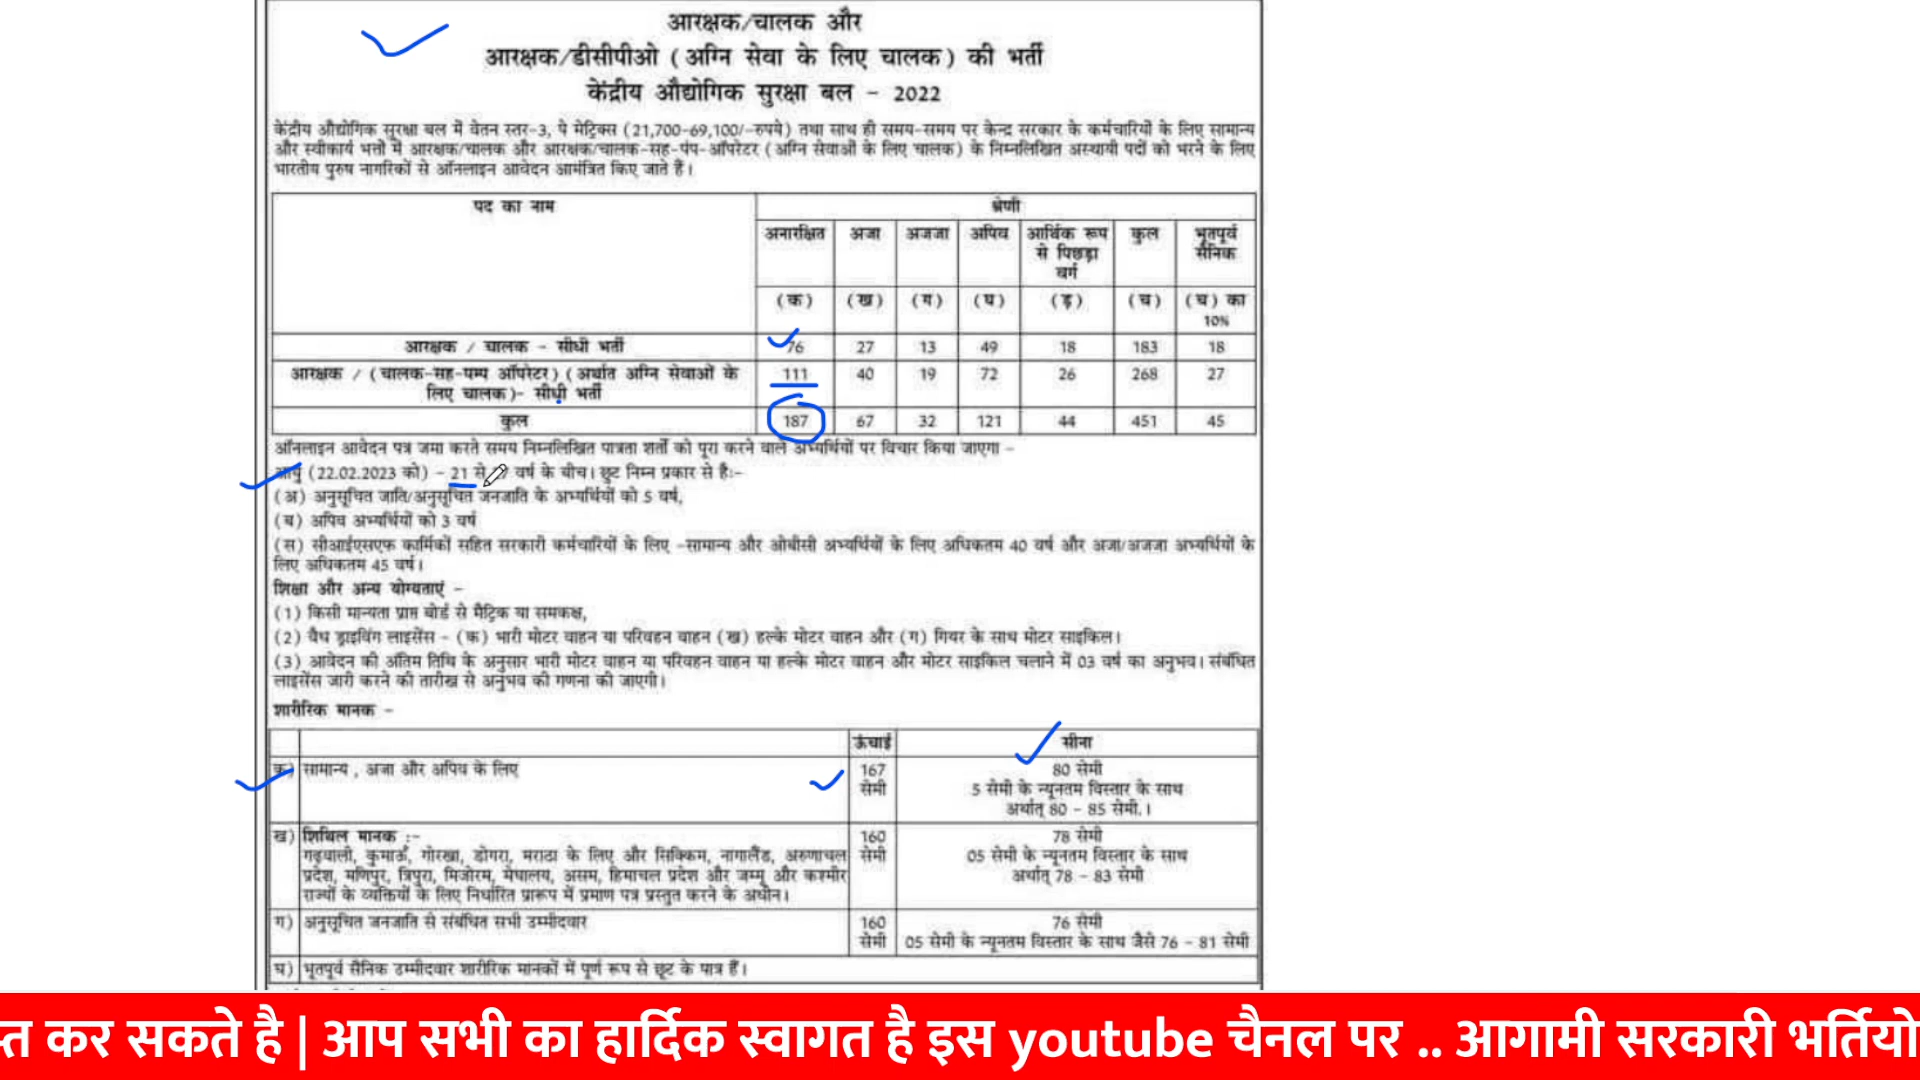 आरक्षक/चालक और
आरक्षक/डीसीपीओ (अग्नि सेवा के लिए चालक) की भर्ती
केंद्रीय औद्योगिक सुरक्षा बल - 2022
केंद्रीय औद्योगिक सुरक्षा बल में वेतन स्तर-3, पे मेट्रिक्स (21,700-69,100/-रुपये) तथा साथ ही समय-समय पर केन्द्र सरकार के कर्मचारियों के लिए सामान्य
और स्वीकार्य भत्तों में आरक्षक/चालक और आरक्षक/चालक-सह-पंप-ऑपरेटर (अग्नि सेवाओं के लिए चालक) के निम्नलिखित अस्थायी पदों को भरने के लिए
भारतीय पुरुष नागरिकों से ऑनलाइन आवेदन आमंत्रित किए जाते हैं।
पद का नाम श्रेणी
अनारक्षित अजा अजजा अपिव आर्थिक रूप से पिछड़ा वर्ग कुल भूतपूर्व सैनिक
(क) (ख) (ग) (घ) (ड़) (च) (च) का 10%
आरक्षक / चालक - सीधी भर्ती 76 27 13 49 18 183 18
आरक्षक / (चालक-सह-पम्प ऑपरेटर) (अर्थात अग्नि सेवाओं के लिए चालक)- सीधी भर्ती 111 40 19 72 26 268 27
कुल 187 67 32 121 44 451 45
ऑनलाइन आवेदन पत्र जमा करते समय निम्नलिखित पात्रता शर्तों को पूरा करने वाले अभ्यर्थियों पर विचार किया जाएगा -
आयु (22.02.2023 को) - 21 से वर्ष के बीच। छूट निम्न प्रकार से है:-
(अ) अनुसूचित जाति/अनुसूचित जनजाति के अभ्यर्थियों को 5 वर्ष,
(ब) अपिव अभ्यर्थियों को 3 वर्ष
(स) सीआईएसएफ कार्मिकों सहित सरकारी कर्मचारियों के लिए -सामान्य और ओबीसी अभ्यर्थियों के लिए अधिकतम 40 वर्ष और अजा/अजजा अभ्यर्थियों के
लिए अधिकतम 45 वर्ष।
शिक्षा और अन्य योग्यताएं -
(1) किसी मान्यता प्राप्त बोर्ड से मैट्रिक या समकक्ष,
(2) वैध ड्राइविंग लाइसेंस - (क) भारी मोटर वाहन या परिवहन वाहन (ख) हल्के मोटर वाहन और (ग) गियर के साथ मोटर साइकिल।
(3) आवेदन की अंतिम तिथि के अनुसार भारी मोटर वाहन या परिवहन वाहन या हल्के मोटर वाहन और मोटर साइकिल चलाने में 03 वर्ष का अनुभव। संबंधित
लाइसेंस जारी करने की तारीख से अनुभव की गणना की जाएगी।
शारीरिक मानक -
ऊंचाई सीना
क) सामान्य , अजा और अपिव के लिए 167 सेमी 80 सेमी
5 सेमी के न्यूनतम विस्तार के साथ
अर्थात् 80 - 85 सेमी.।
ख) शिथिल मानक :- 160 सेमी 78 सेमी
गढ़वाली, कुमाऊं, गोरखा, डोगरा, मराठा के लिए और सिक्किम, नागालैंड, अरुणाचल 05 सेमी के न्यूनतम विस्तार के साथ
प्रदेश, मणिपुर, त्रिपुरा, मिजोरम, मेघालय, असम, हिमाचल प्रदेश और जम्मू और कश्मीर अर्थात् 78 - 83 सेमी
राज्यों के व्यक्तियों के लिए निर्धारित प्रारूप में प्रमाण पत्र प्रस्तुत करने के अधीन।
ग) अनुसूचित जनजाति से संबंधित सभी उम्मीदवार 160 सेमी 76 सेमी
05 सेमी के न्यूनतम विस्तार के साथ जैसे 76 - 81 सेमी
घ) भूतपूर्व सैनिक उम्मीदवार शारीरिक मानकों में पूर्ण रूप से छूट के पात्र हैं।
त कर सकते है | आप सभी का हार्दिक स्वागत है इस youtube चैनल पर .. आगामी सरकारी भर्तियो